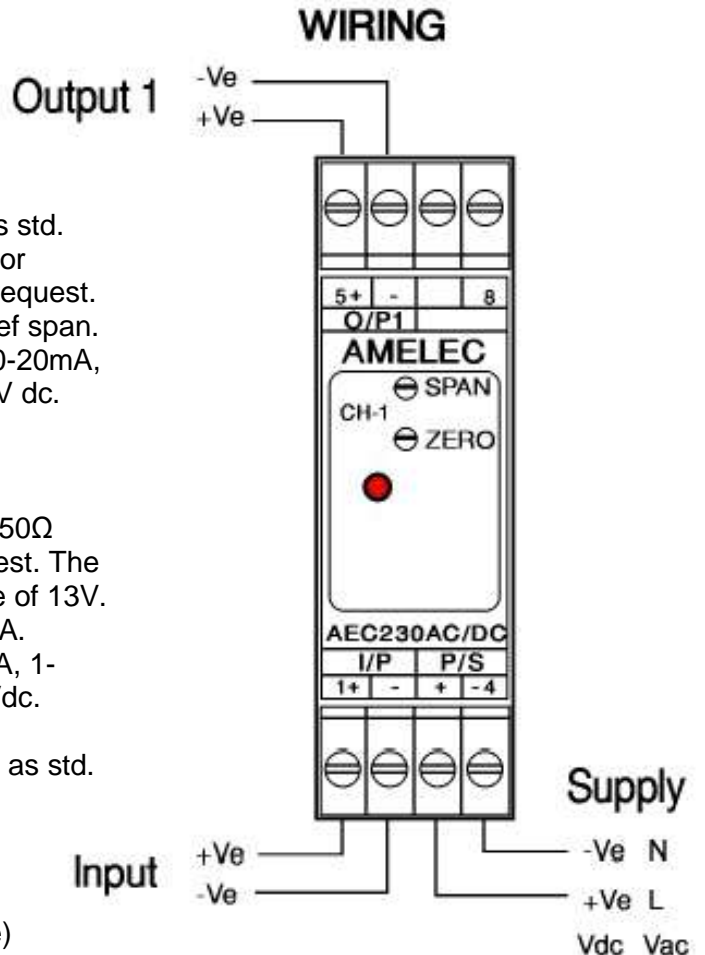 WIRING
Output 1
-Ve
+Ve
s std.
or
equest.
ef span.
0-20mA,
V dc.
50Ω
est. The
e of 13V.
A.
A, 1-
dc.
as std.
)
5+ - 8
O/P1
AMELEC
SPAN
CH-1
ZERO
AEC230AC/DC
I/P P/S
1+ - + -4
Input
+Ve
-Ve
Supply
-Ve N
+Ve L
Vdc Vac